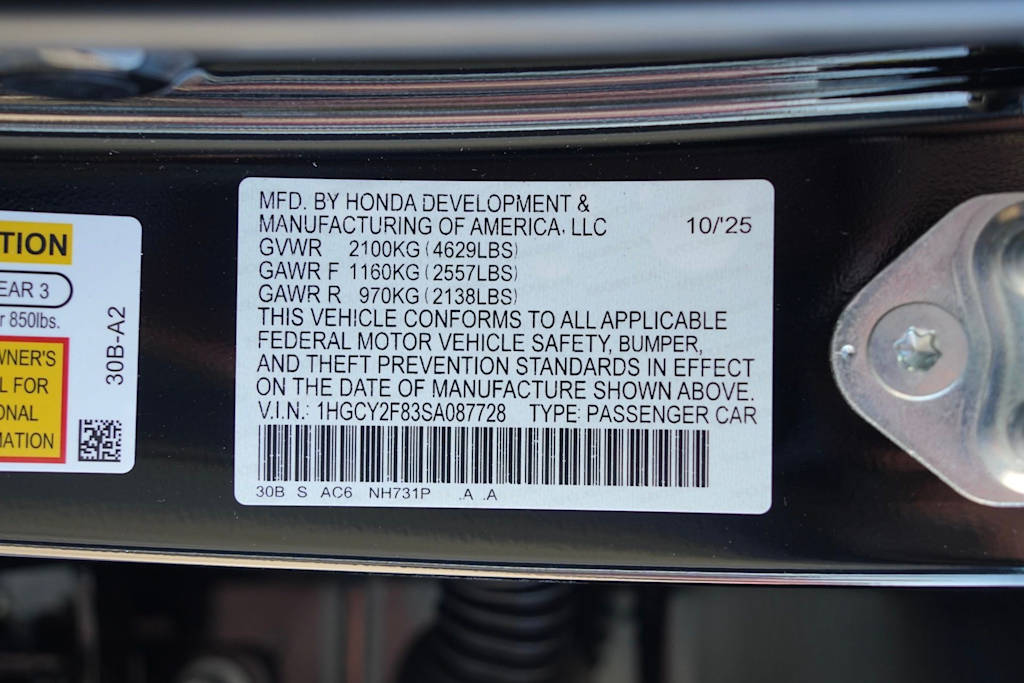 TION
EAR 3
r 850lbs.
WNER'S
L FOR
ONAL
MATION
30B-A2
MFD. BY HONDA DEVELOPMENT &
MANUFACTURING OF AMERICA, LLC 10/'25
GVWR 2100KG (4629LBS)
GAWR F 1160KG (2557LBS)
GAWR R 970KG (2138LBS)
THIS VEHICLE CONFORMS TO ALL APPLICABLE
FEDERAL MOTOR VEHICLE SAFETY, BUMPER,
AND THEFT PREVENTION STANDARDS IN EFFECT
ON THE DATE OF MANUFACTURE SHOWN ABOVE.
V.I.N.: 1HGCY2F83SA087728 TYPE: PASSENGER CAR
30B S AC6 NH731P .A .A